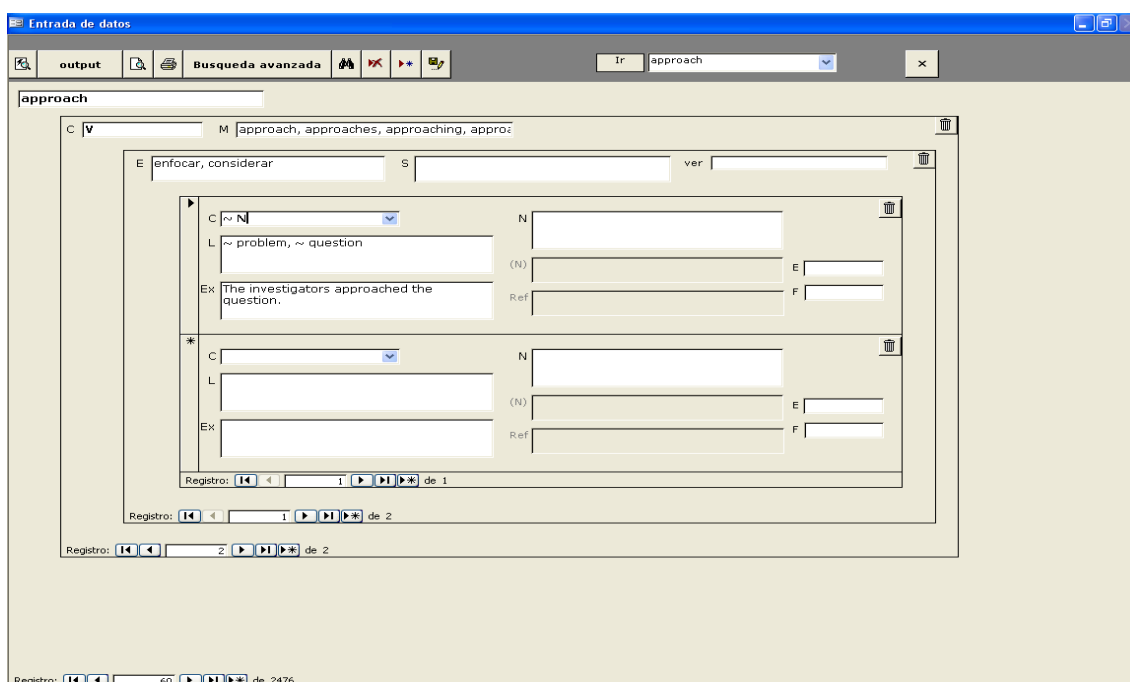 Entrada de datos
output Busqueda avanzada Ir approach
approach
C V M approach, approaches, approaching, approa
E enfocar, considerar S ver
C ~ N N
L ~ problem, ~ question
(N) E
Ex The investigators approached the
question.
Ref F
C N
L
(N) E
Ex
Ref F
Registro: 1 de 1
Registro: 1 de 2
Registro: 2 de 2
Registro: 60 de 2476